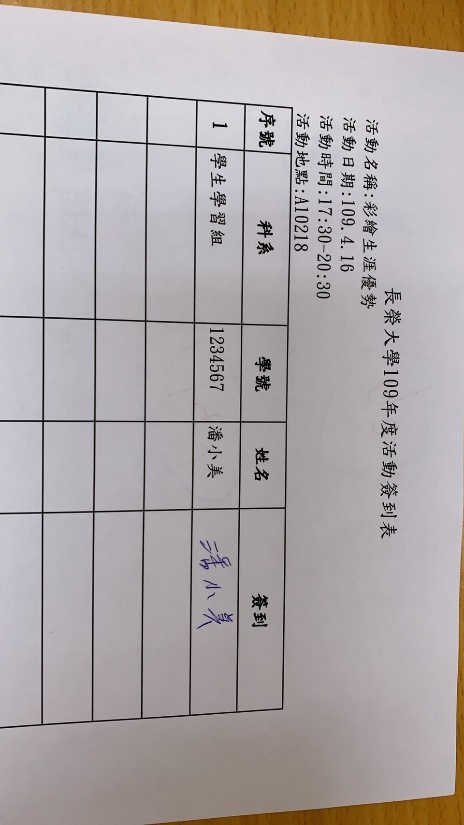 長榮大學109年度活動簽到表
活動名稱:彩繪生涯優勢
活動日期:109.4.16
活動時間:17:30-20:30
活動地點:A10218
序號 科系 學號 姓名 簽到
1 學生學習組 1234567 潘小美 潘小美